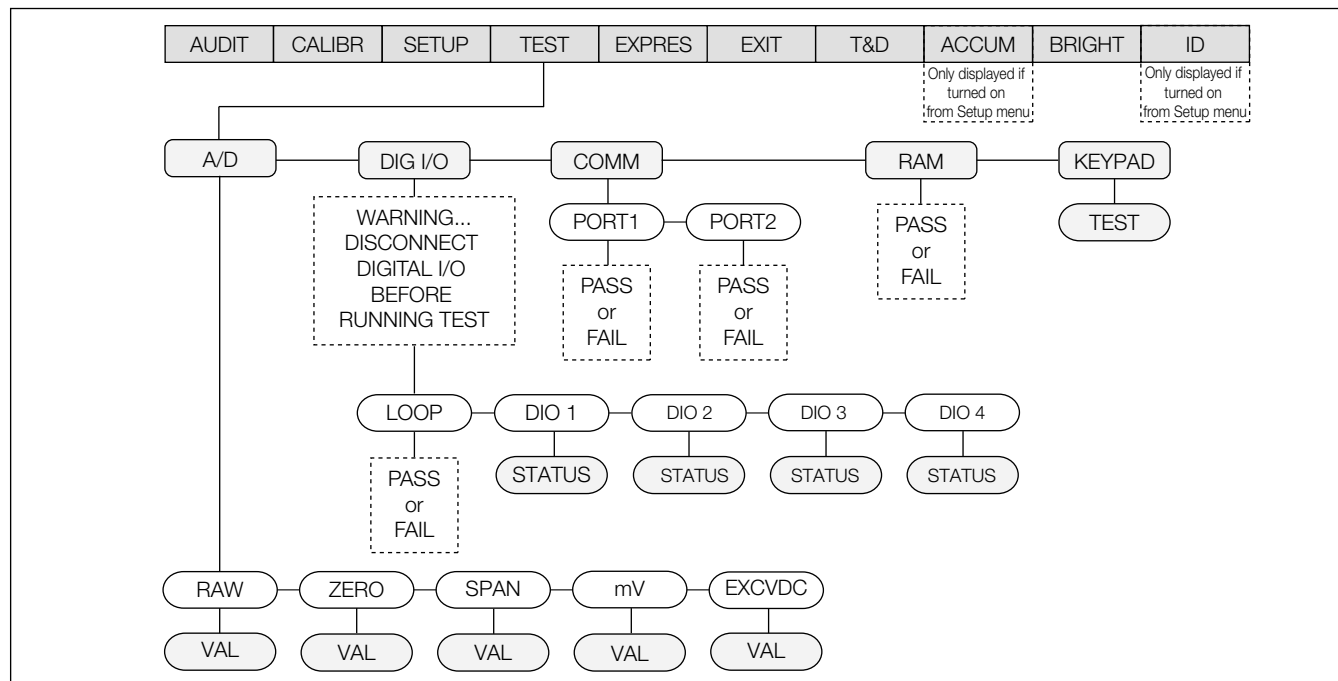 AUDIT CALIBR SETUP TEST EXPRES EXIT T&D ACCUM BRIGHT ID
Only displayed if
turned on
from Setup menu
Only displayed if
turned on
from Setup menu
A/D DIG I/O COMM RAM KEYPAD
WARNING...
DISCONNECT
DIGITAL I/O
BEFORE
RUNNING TEST
PORT1 PORT2
PASS
or
FAIL
PASS
or
FAIL
PASS
or
FAIL
TEST
LOOP DIO 1 DIO 2 DIO 3 DIO 4
PASS
or
FAIL
STATUS STATUS STATUS STATUS
RAW ZERO SPAN mV EXCVDC
VAL VAL VAL VAL VAL